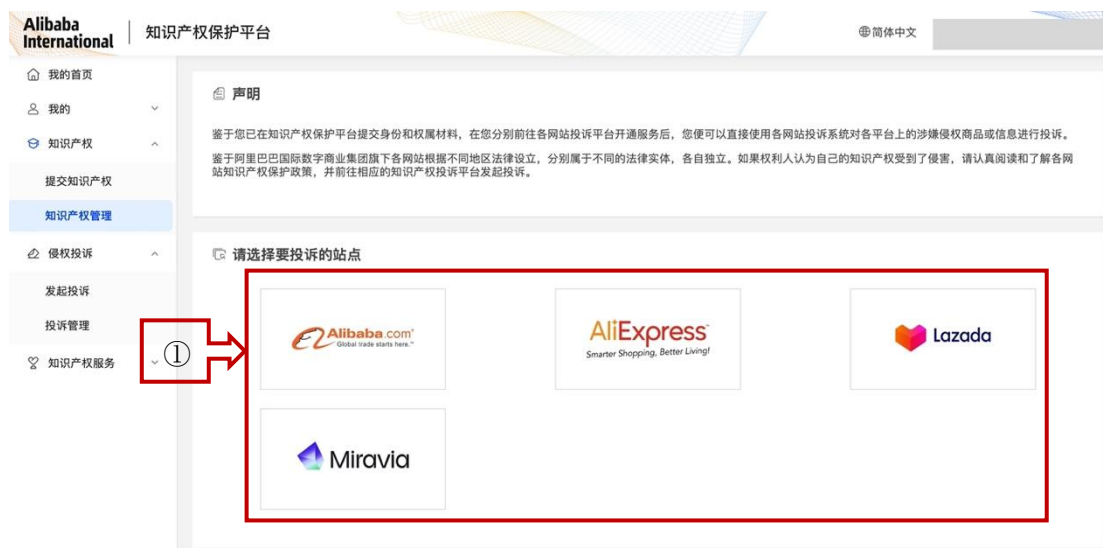 Alibaba International
知识产权保护平台
简体中文
我的首页
我的
知识产权
提交知识产权
知识产权管理
侵权投诉
发起投诉
投诉管理
知识产权服务
声明
鉴于您已在知识产权保护平台提交身份和权属材料，在您分别前往各网站投诉平台开通服务后，您便可以直接使用各网站投诉系统对各平台上的涉嫌侵权商品或信息进行投诉。
鉴于阿里巴巴国际数字商业集团旗下各网站根据不同地区法律设立，分别属于不同的法律实体，各自独立。如果权利人认为自己的知识产权受到了侵害，请认真阅读和了解各网
站知识产权保护政策，并前往相应的知识产权投诉平台发起投诉。
请选择要投诉的站点
①
Alibaba.com
Global trade starts here.™
AliExpress
Smarter Shopping, Better Living!
Lazada
Miravia